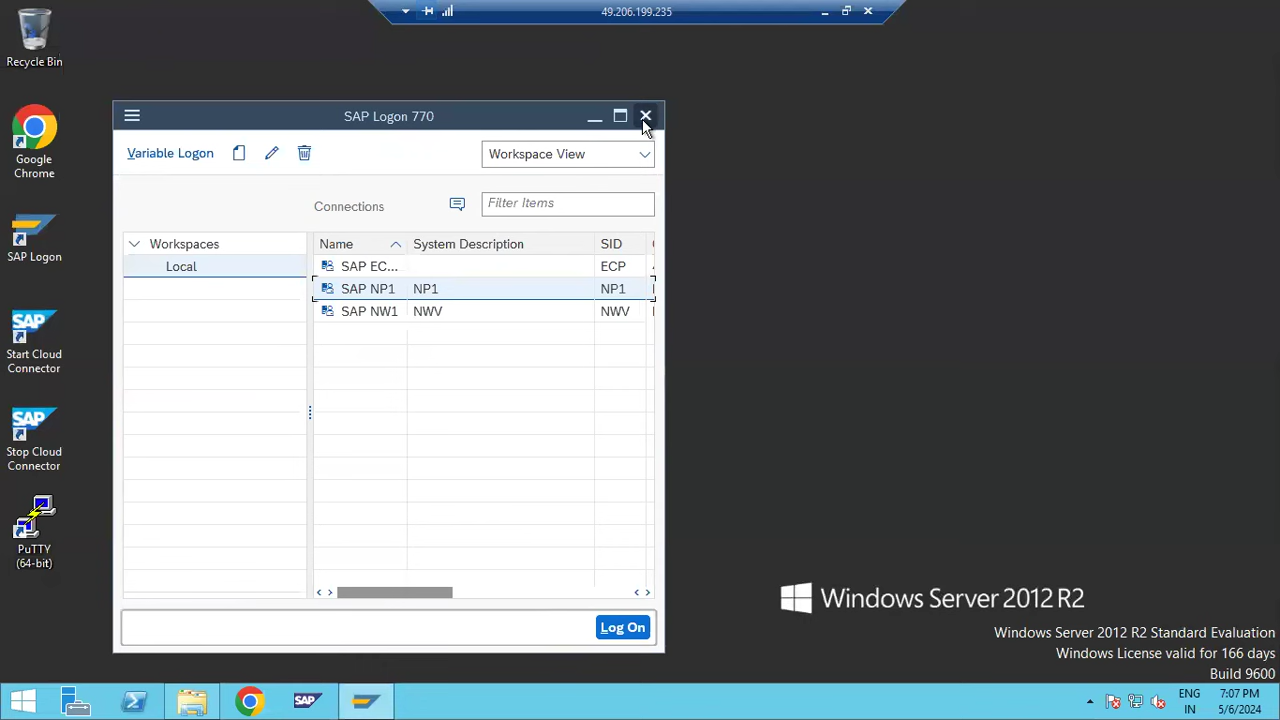 49.206.199.235
Recycle Bin
Google
Chrome
SAP Logon
SAP
Start Cloud
Connector
SAP
Stop Cloud
Connector
PuTTY
(64-bit)
SAP Logon 770
Variable Logon
Workspace View
Connections
Filter Items
Workspaces
Local
Name
System Description
SID
SAP EC...
ECP
SAP NP1
NP1
NP1
SAP NW1
NWV
NWV
Log On
Windows Server 2012 R2
Windows Server 2012 R2 Standard Evaluation
Windows License valid for 166 days
Build 9600
SAP
ENG
IN
7:07 PM
5/6/2024